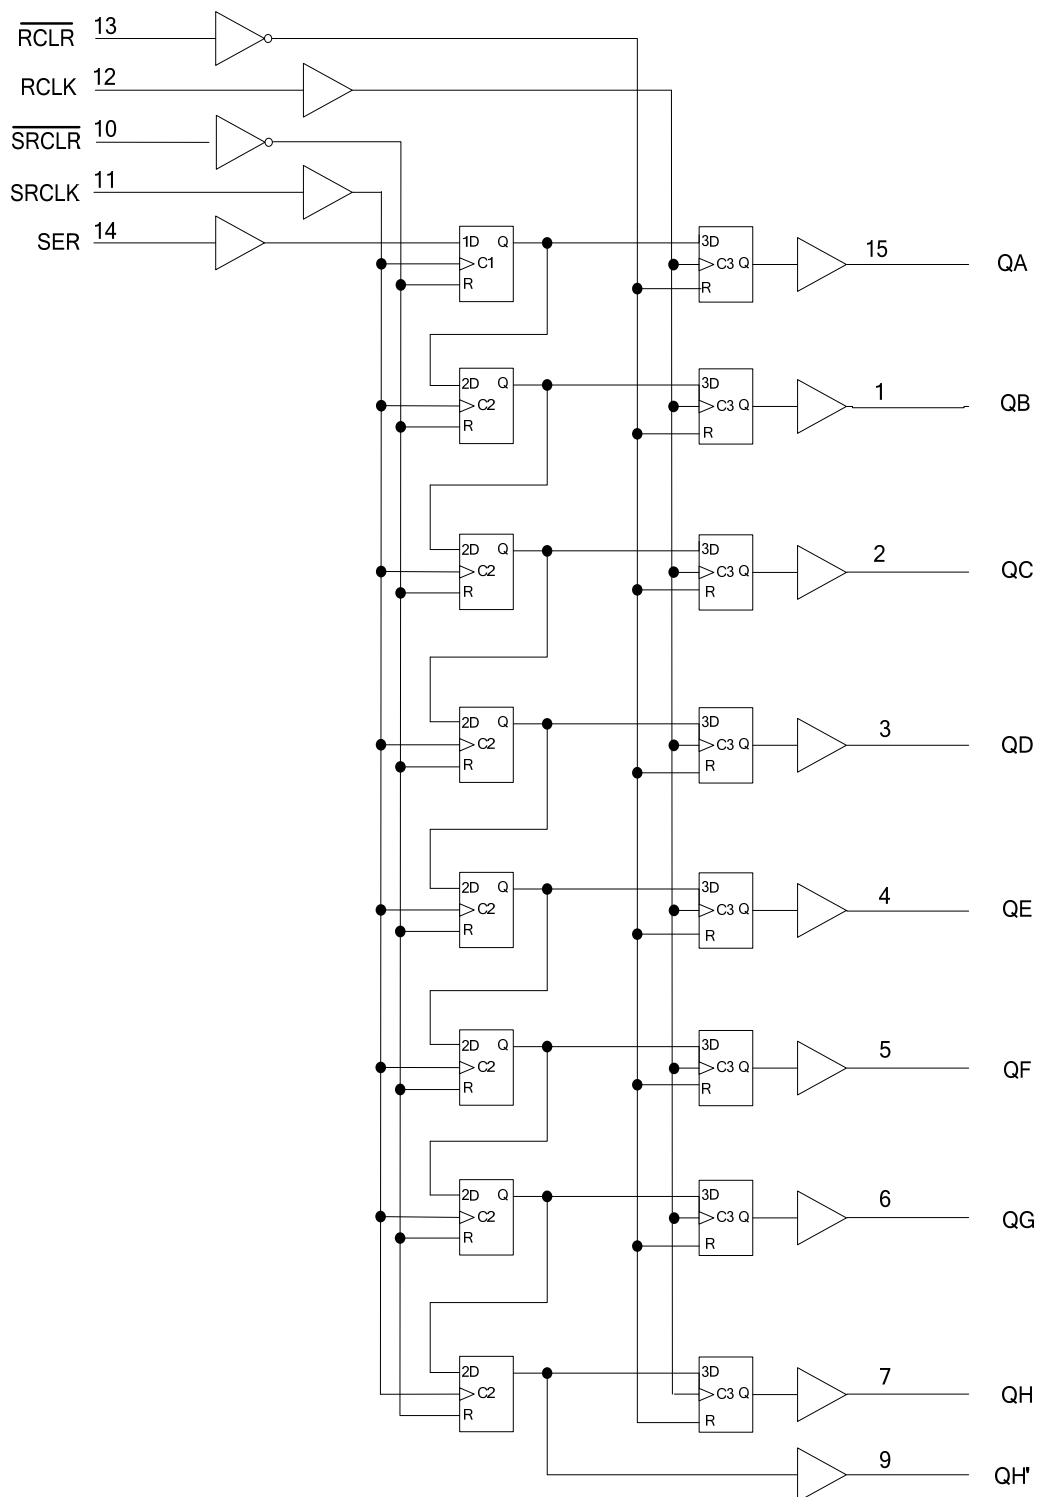 RCLR 13
RCLK 12
SRCLR 10
SRCLK 11
SER 14
1D Q 3D
C1 C3 Q 15 QA
R R
2D Q 3D
C2 C3 Q 1 QB
R R
2D Q 3D
C2 C3 Q 2 QC
R R
2D Q 3D
C2 C3 Q 3 QD
R R
2D Q 3D
C2 C3 Q 4 QE
R R
2D Q 3D
C2 C3 Q 5 QF
R R
2D Q 3D
C2 C3 Q 6 QG
R R
2D 3D
C2 C3 Q 7 QH
R R
9 QH'